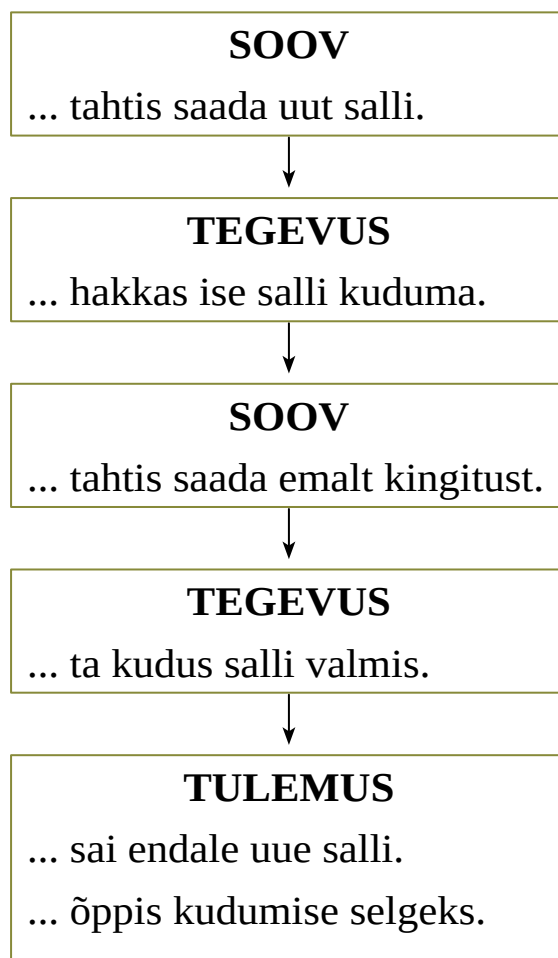 SOOV
... tahtis saada uut salli.
TEGEVUS
... hakkas ise salli kuduma.
SOOV
... tahtis saada emalt kingitust.
TEGEVUS
... ta kudus salli valmis.
TULEMUS
... sai endale uue salli.
... õppis kudumise selgeks.